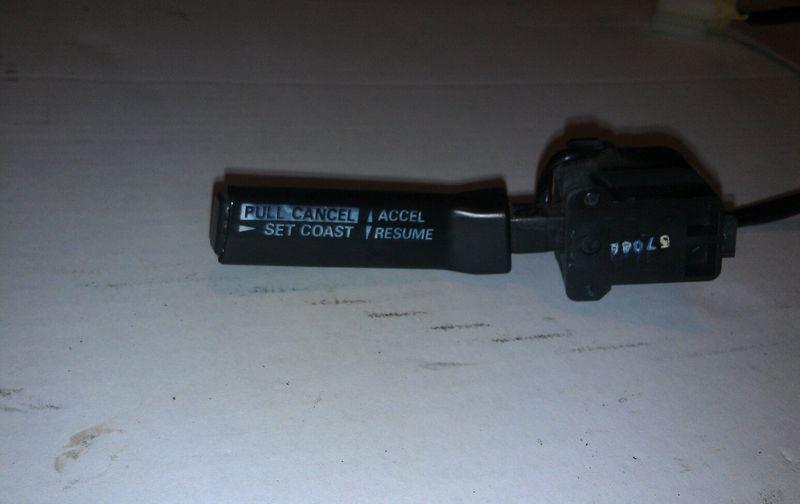 PULL CANCEL ▲ ACCEL
► SET COAST ▼ RESUME